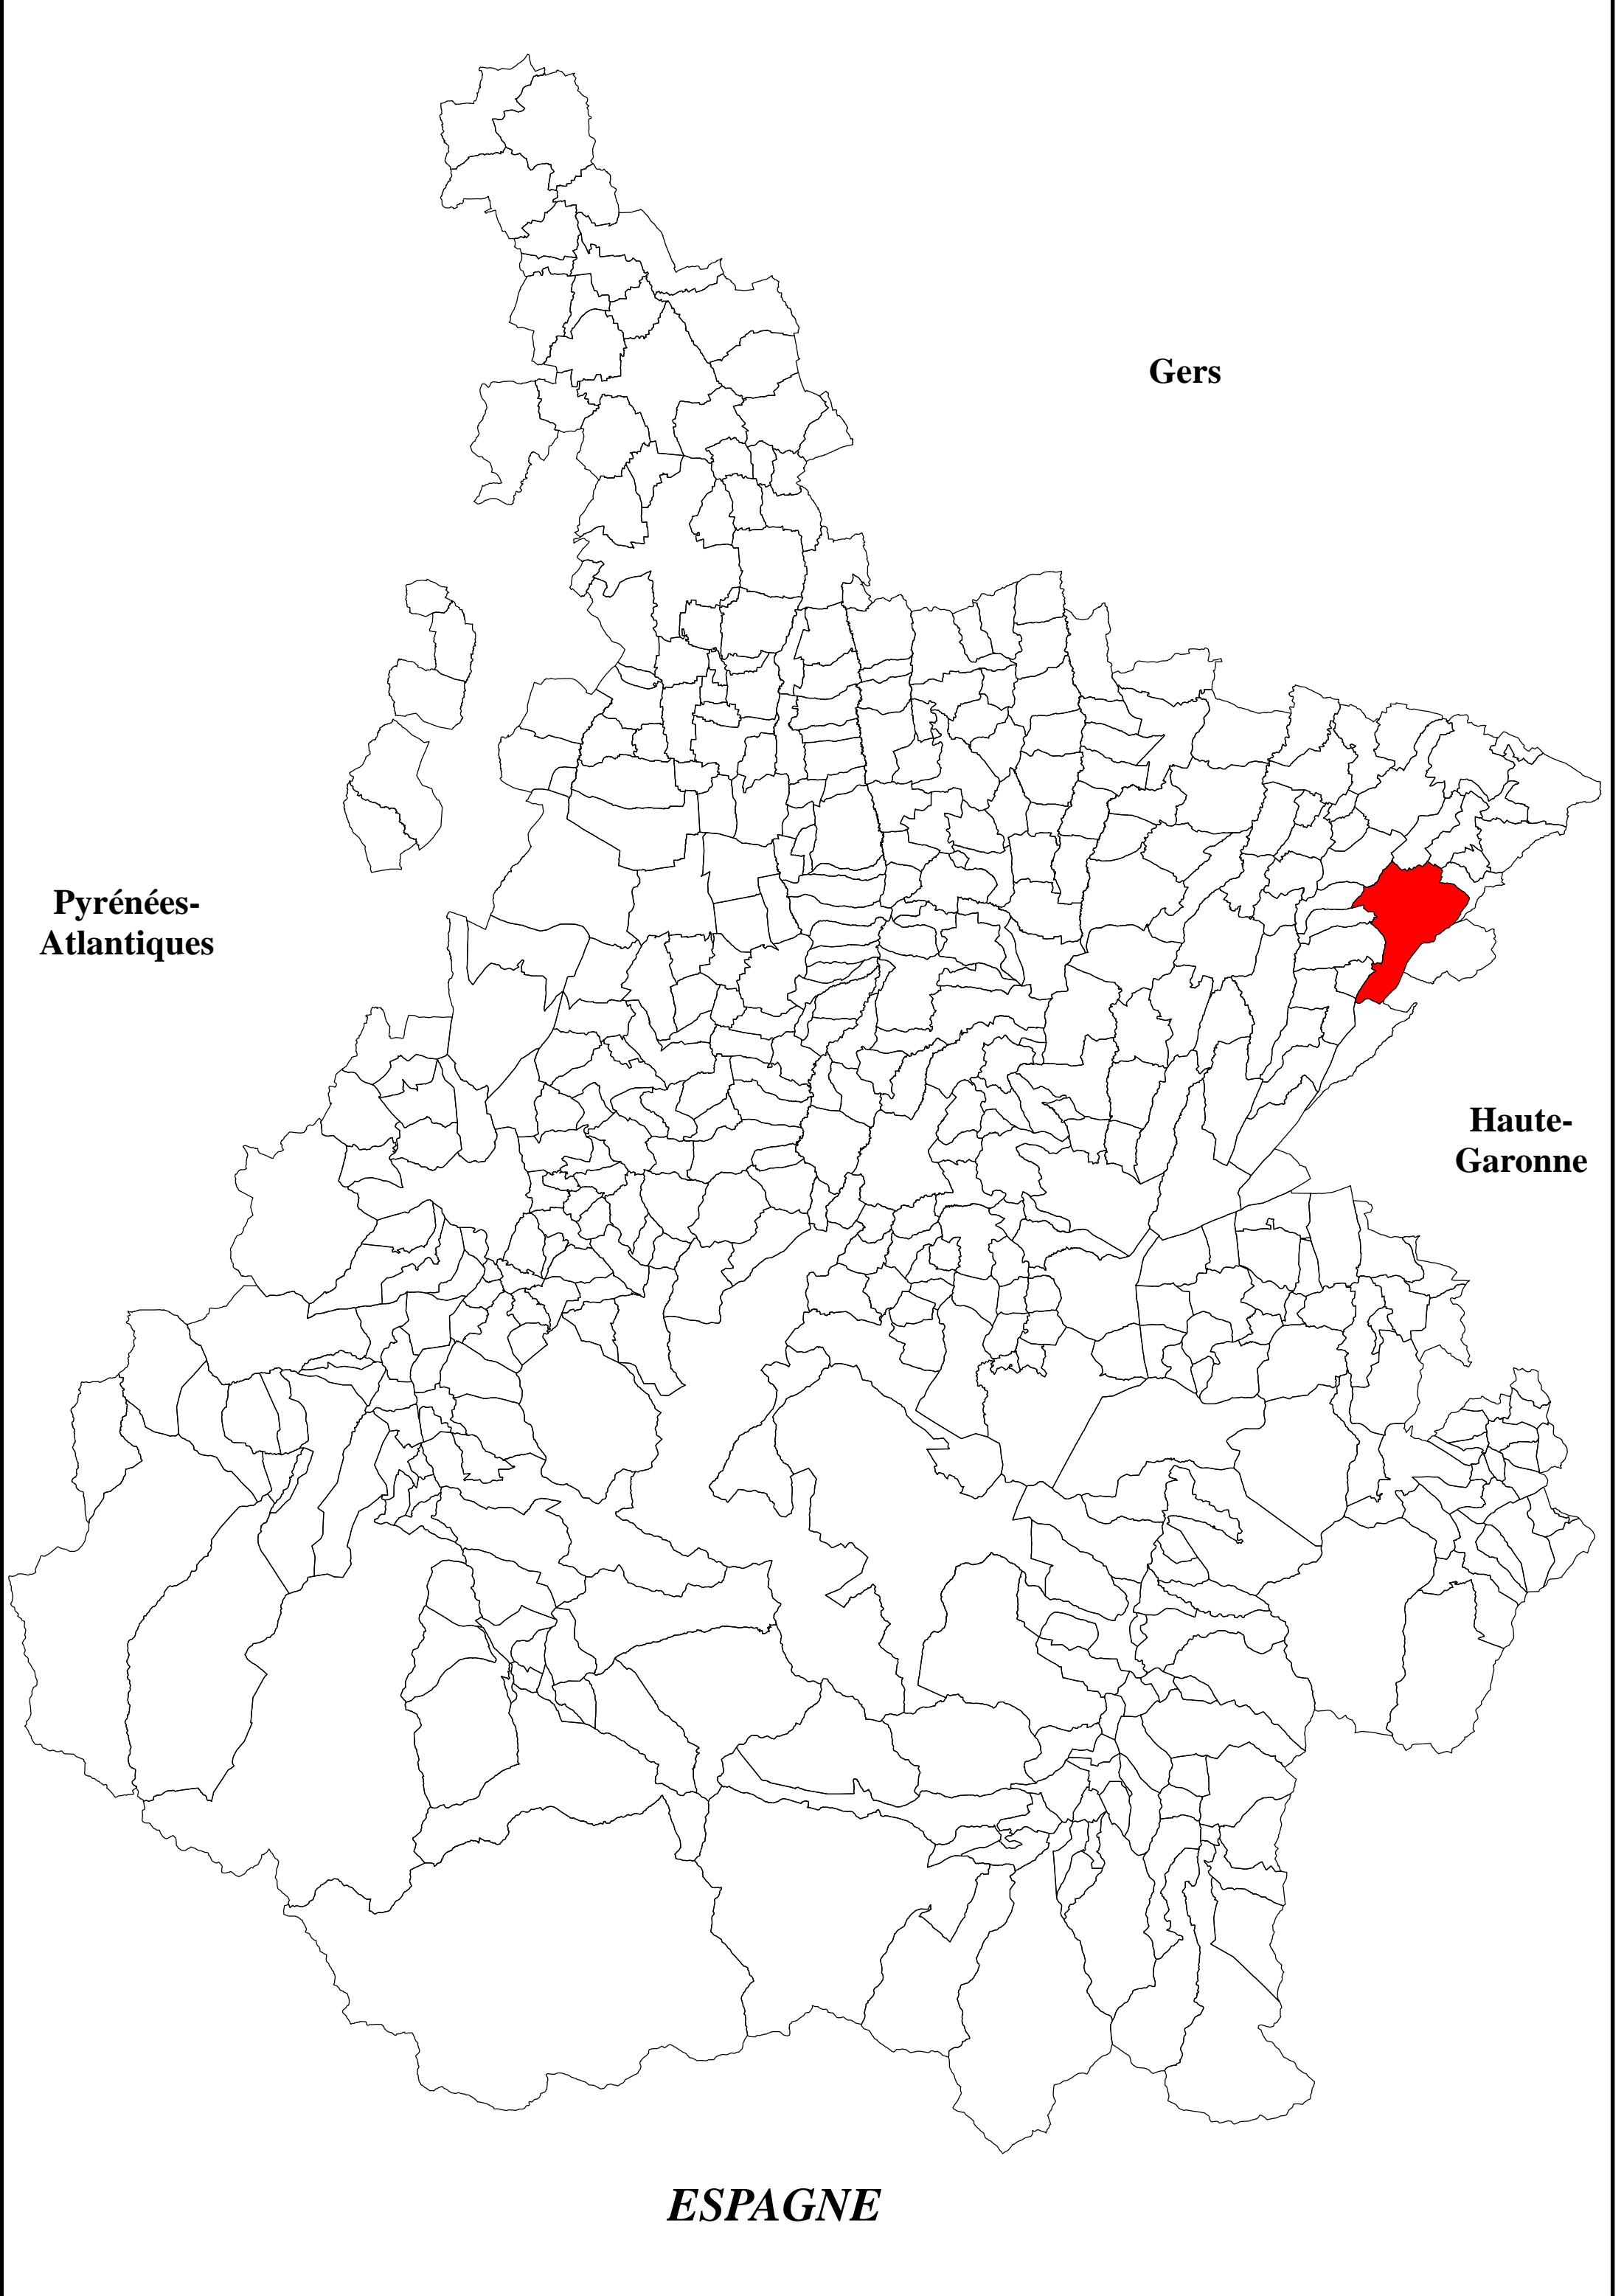 Gers
Pyrénées-
Atlantiques
Haute-
Garonne
ESPAGNE